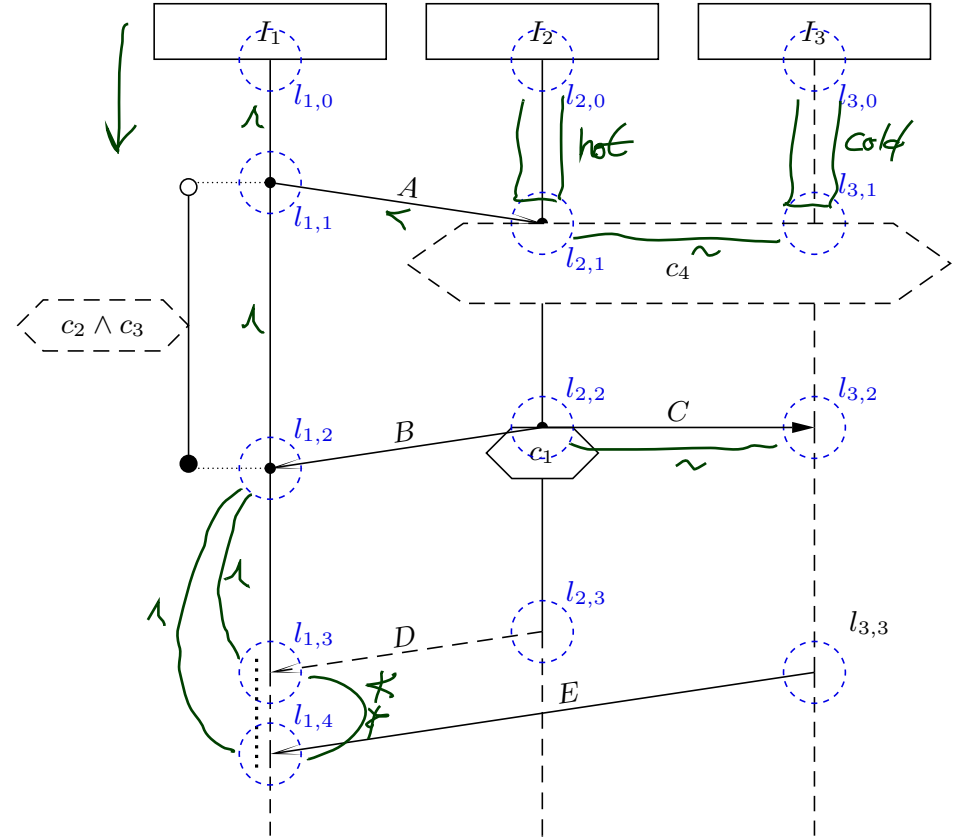 I₁ I₂ I₃
l₁,₀ l₂,₀ l₃,₀
hot cold
A
l₁,₁ l₂,₁ l₃,₁
~
c₄
c₂ ∧ c₃
l₁,₂ l₂,₂ l₃,₂
B C
c₁ ~
l₁,₃ l₂,₃ l₃,₃
D
E
l₁,₄